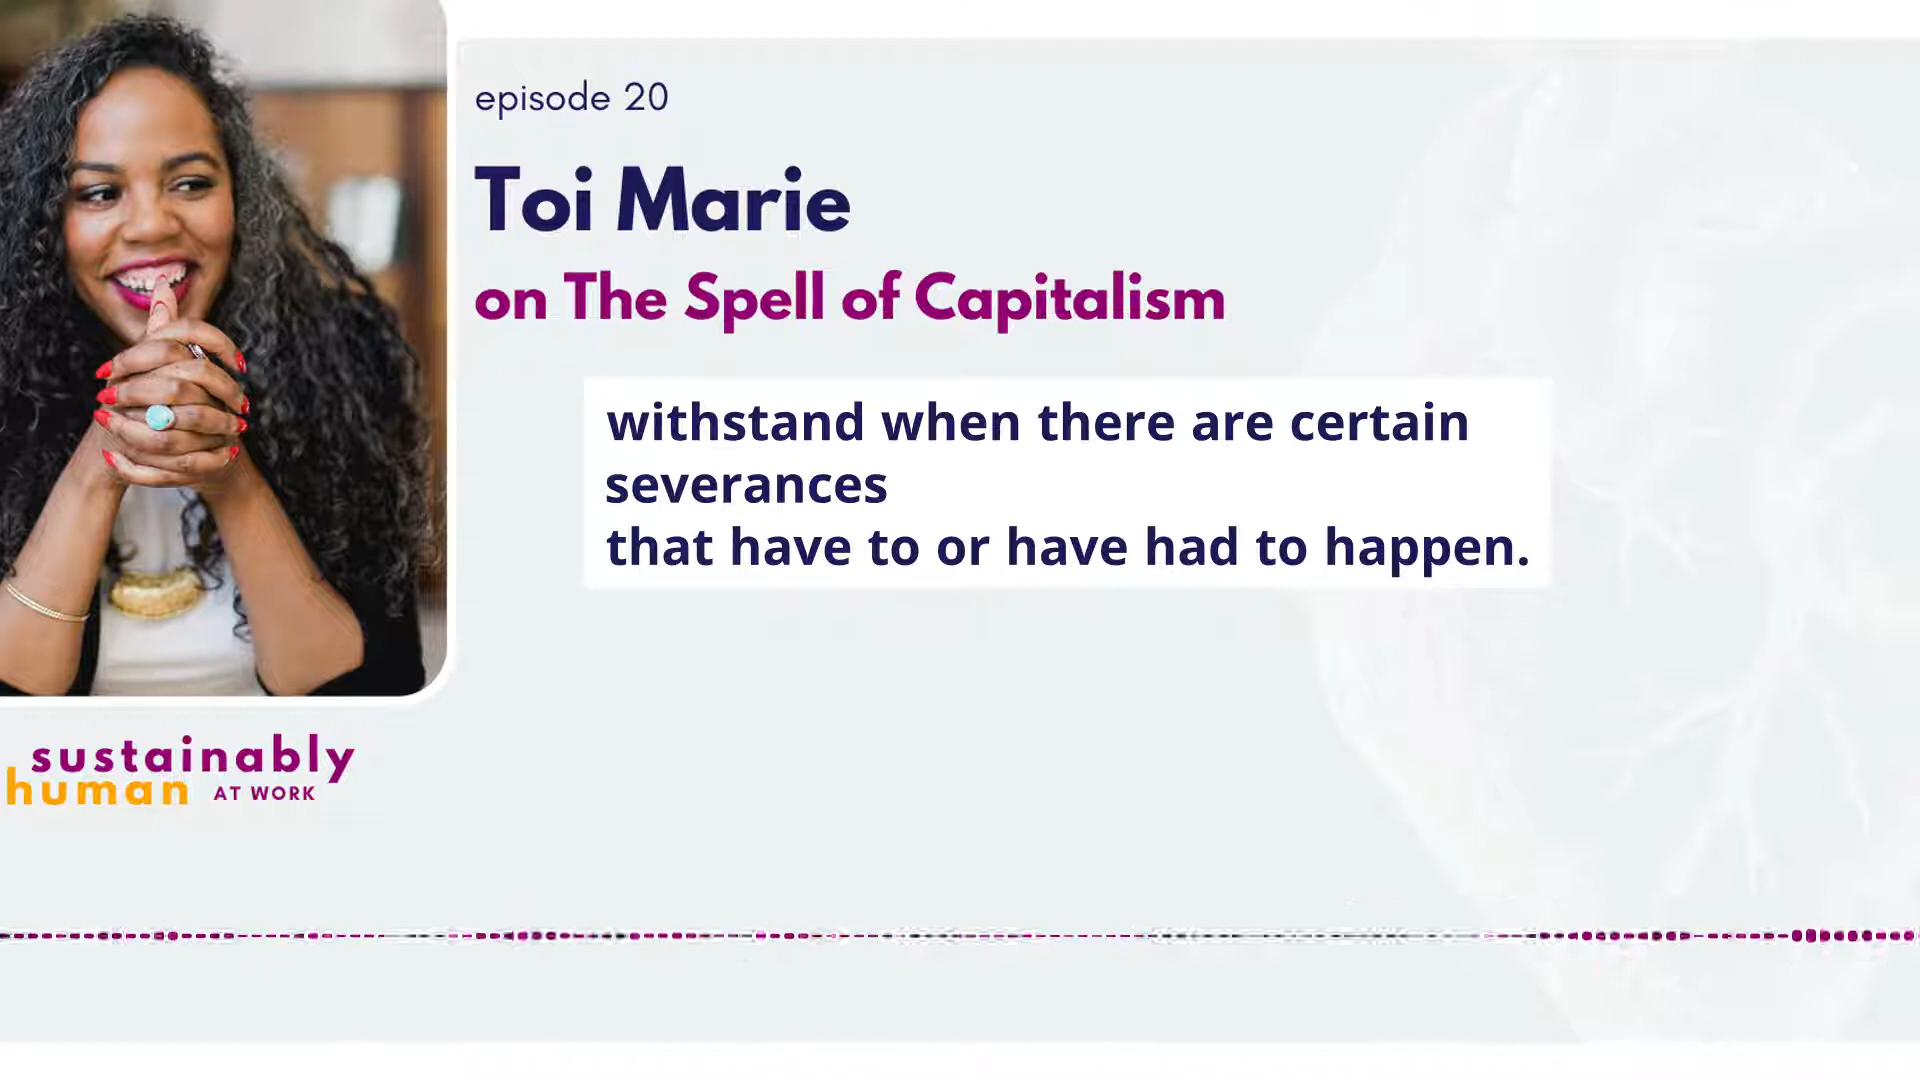 episode 20
Toi Marie
on The Spell of Capitalism
withstand when there are certain
severances
that have to or have had to happen.
sustainably
human AT WORK